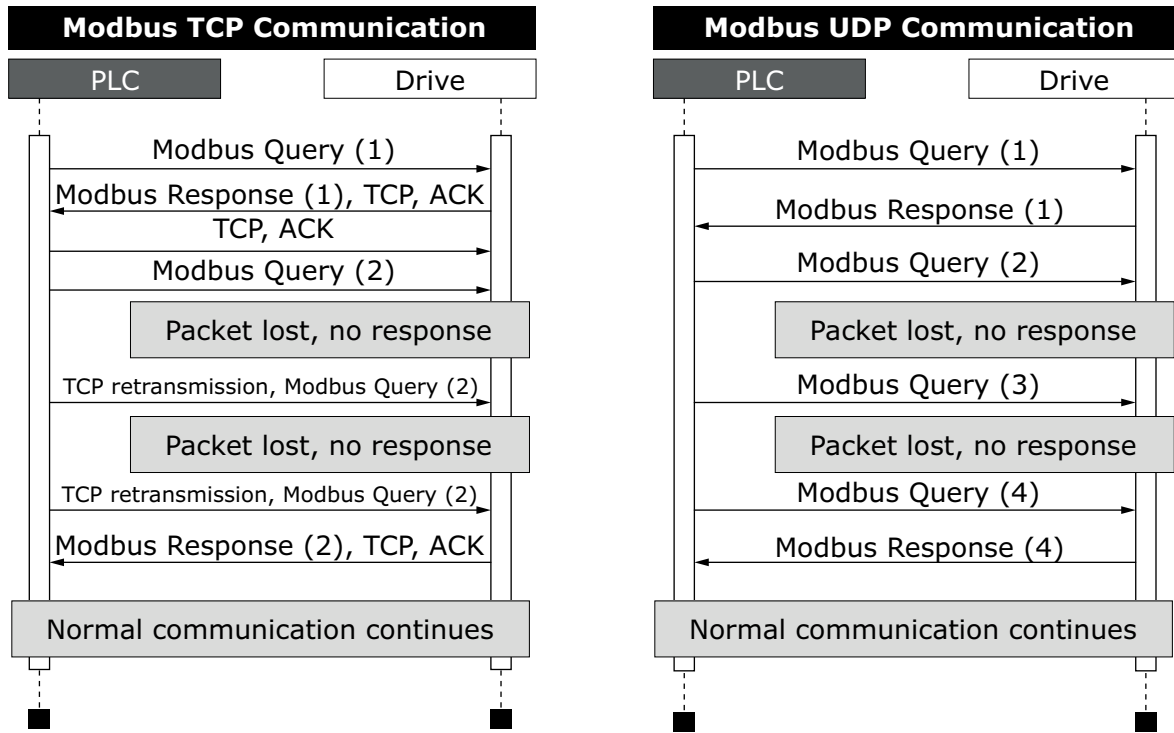 Modbus TCP Communication
PLC
Drive
Modbus Query (1)
Modbus Response (1), TCP, ACK
TCP, ACK
Modbus Query (2)
Packet lost, no response
TCP retransmission, Modbus Query (2)
Packet lost, no response
TCP retransmission, Modbus Query (2)
Modbus Response (2), TCP, ACK
Normal communication continues
Modbus UDP Communication
PLC
Drive
Modbus Query (1)
Modbus Response (1)
Modbus Query (2)
Packet lost, no response
Modbus Query (3)
Packet lost, no response
Modbus Query (4)
Modbus Response (4)
Normal communication continues